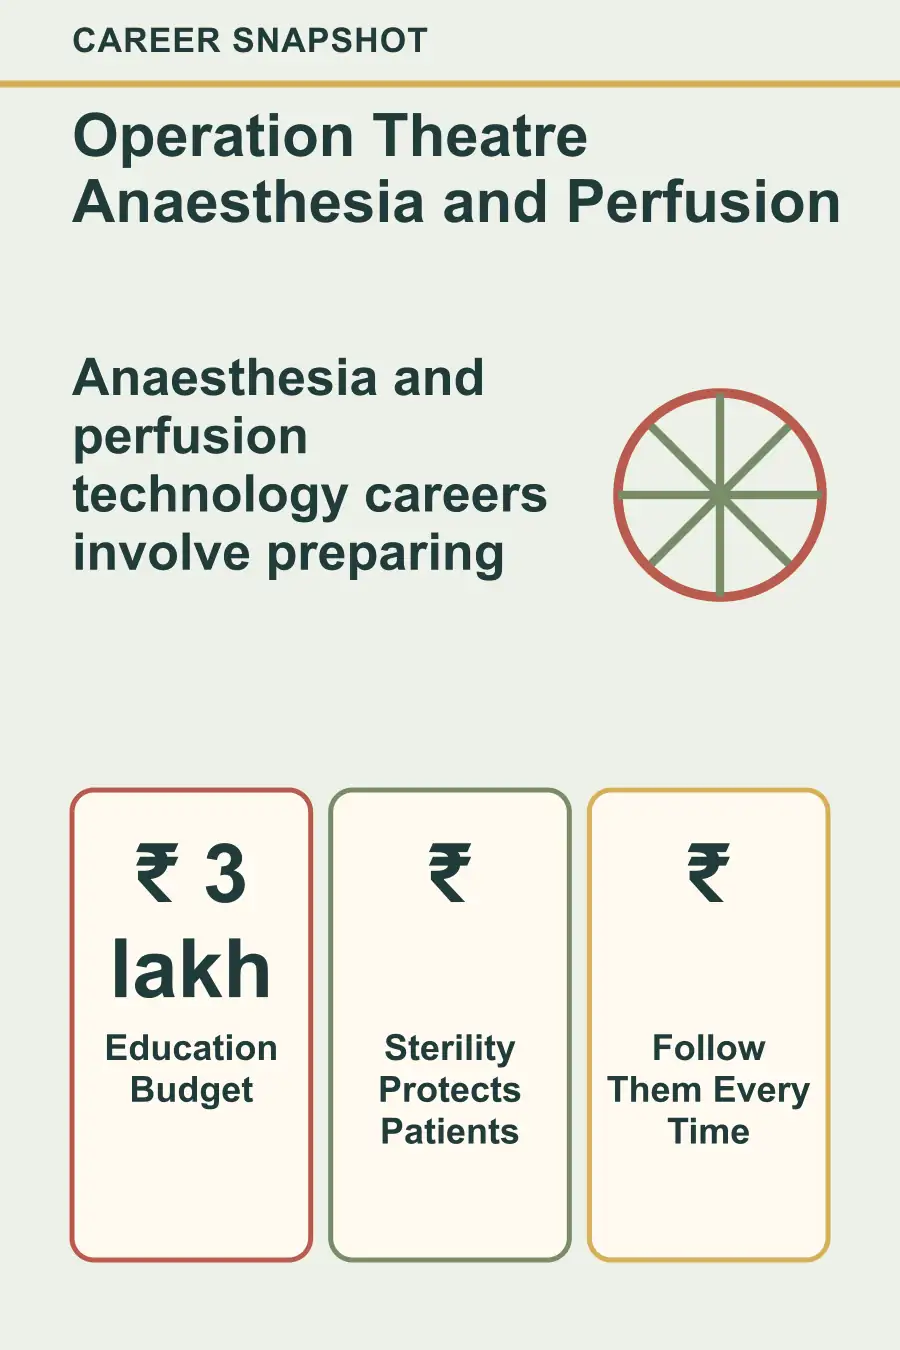 CAREER SNAPSHOT
Operation Theatre
Anaesthesia and Perfusion
Anaesthesia and
perfusion
technology careers
involve preparing
₹ 3
lakh
Education
Budget
₹
Sterility
Protects
Patients
₹
Follow
Them Every
Time